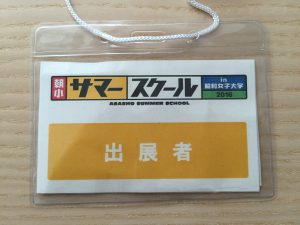 朝小 サマースクール in 昭和女子大学 2016
ASASHO SUMMER SCHOOL
出展者